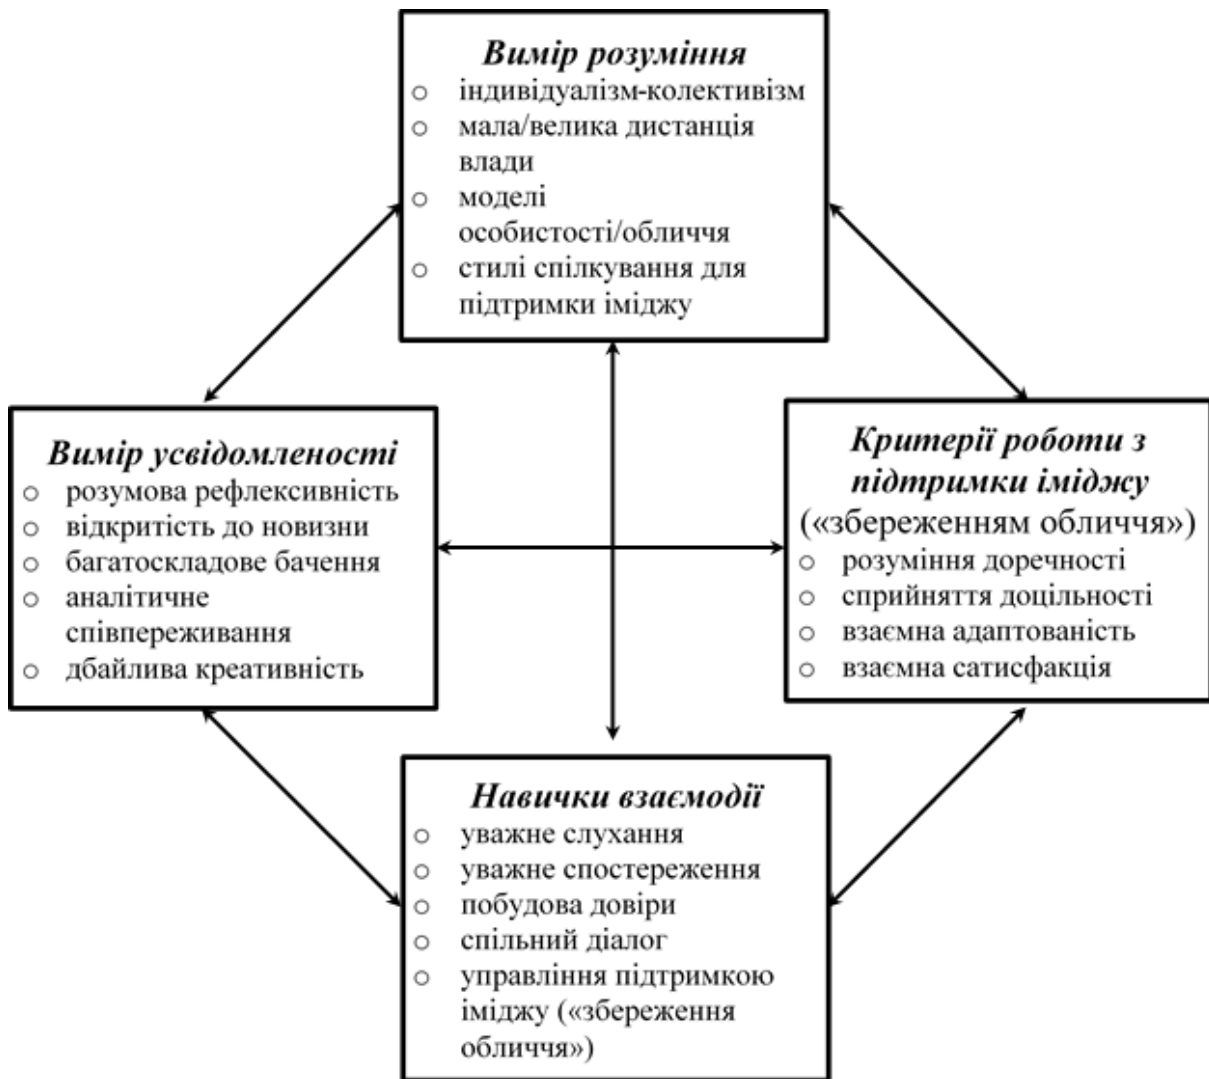 Вимір розуміння
○ індивідуалізм-колективізм
○ мала/велика дистанція
влади
○ моделі
особистості/обличчя
○ стилі спілкування для
підтримки іміджу
Вимір усвідомленості
○ розумова рефлексивність
○ відкритість до новизни
○ багатоскладове бачення
○ аналітичне
співпереживання
○ дбайлива креативність
Критерії роботи з
підтримки іміджу
(«збереженням обличчя»)
○ розуміння доречності
○ сприйняття доцільності
○ взаємна адаптованість
○ взаємна сатисфакція
Навички взаємодії
○ уважне слухання
○ уважне спостереження
○ побудова довіри
○ спільний діалог
○ управління підтримкою
іміджу («збереження
обличчя»)